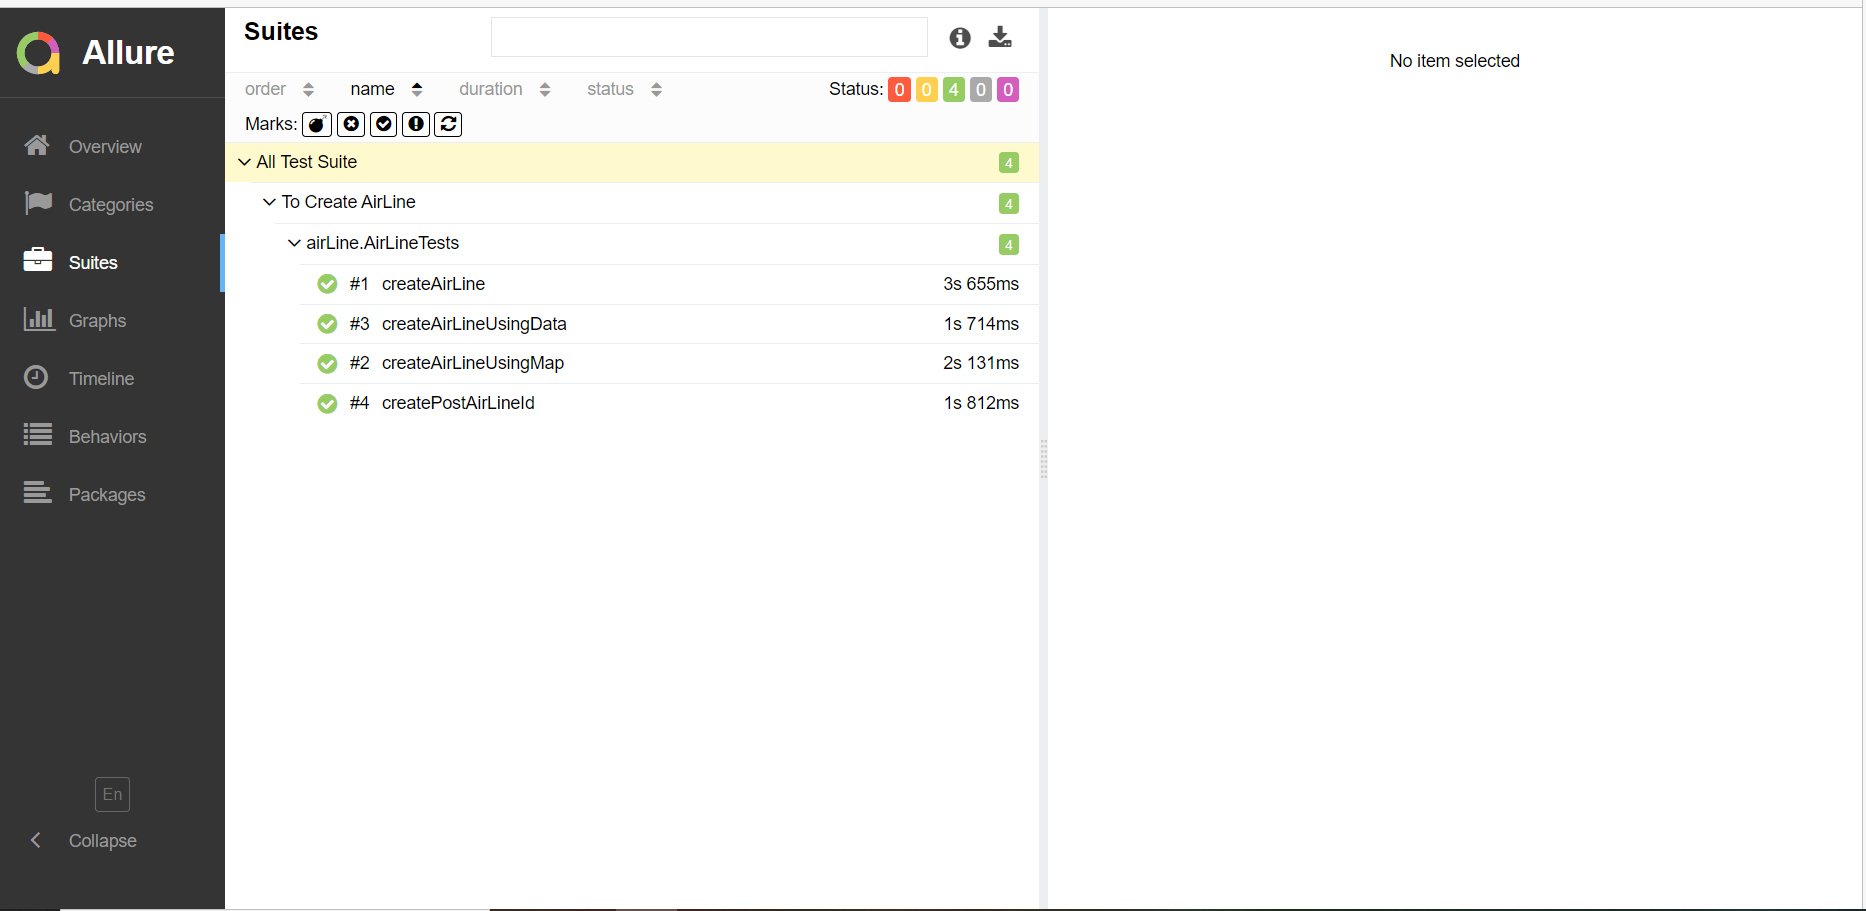 Allure
Overview
Categories
Suites
Graphs
Timeline
Behaviors
Packages
En
Collapse
Suites
order name duration status Status: 0 0 4 0 0
Marks:
All Test Suite 4
To Create AirLine 4
airLine.AirLineTests 4
#1 createAirLine 3s 655ms
#3 createAirLineUsingData 1s 714ms
#2 createAirLineUsingMap 2s 131ms
#4 createPostAirLineId 1s 812ms
No item selected